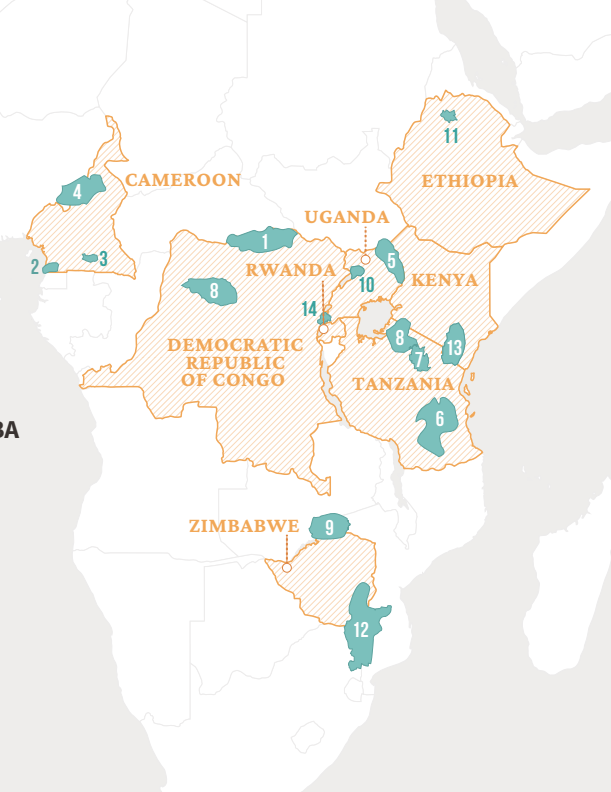 11
CAMEROON
ETHIOPIA
4
UGANDA
1
5
2
3
RWANDA
10
KENYA
8
14
8
13
DEMOCRATIC
REPUBLIC
OF CONGO
7
TANZANIA
6
BA
9
ZIMBABWE
12